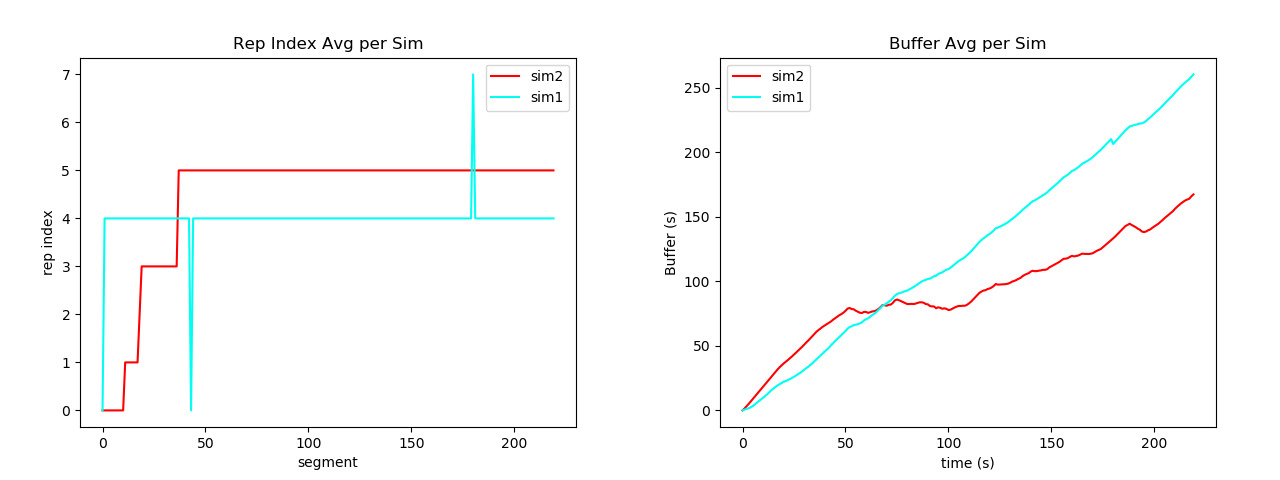 Rep Index Avg per Sim
7
6
5
4
3
2
1
0
rep index
0
50
100
150
200
segment
sim2
sim1
Buffer Avg per Sim
250
200
150
100
50
0
Buffer (s)
0
50
100
150
200
time (s)
sim2
sim1